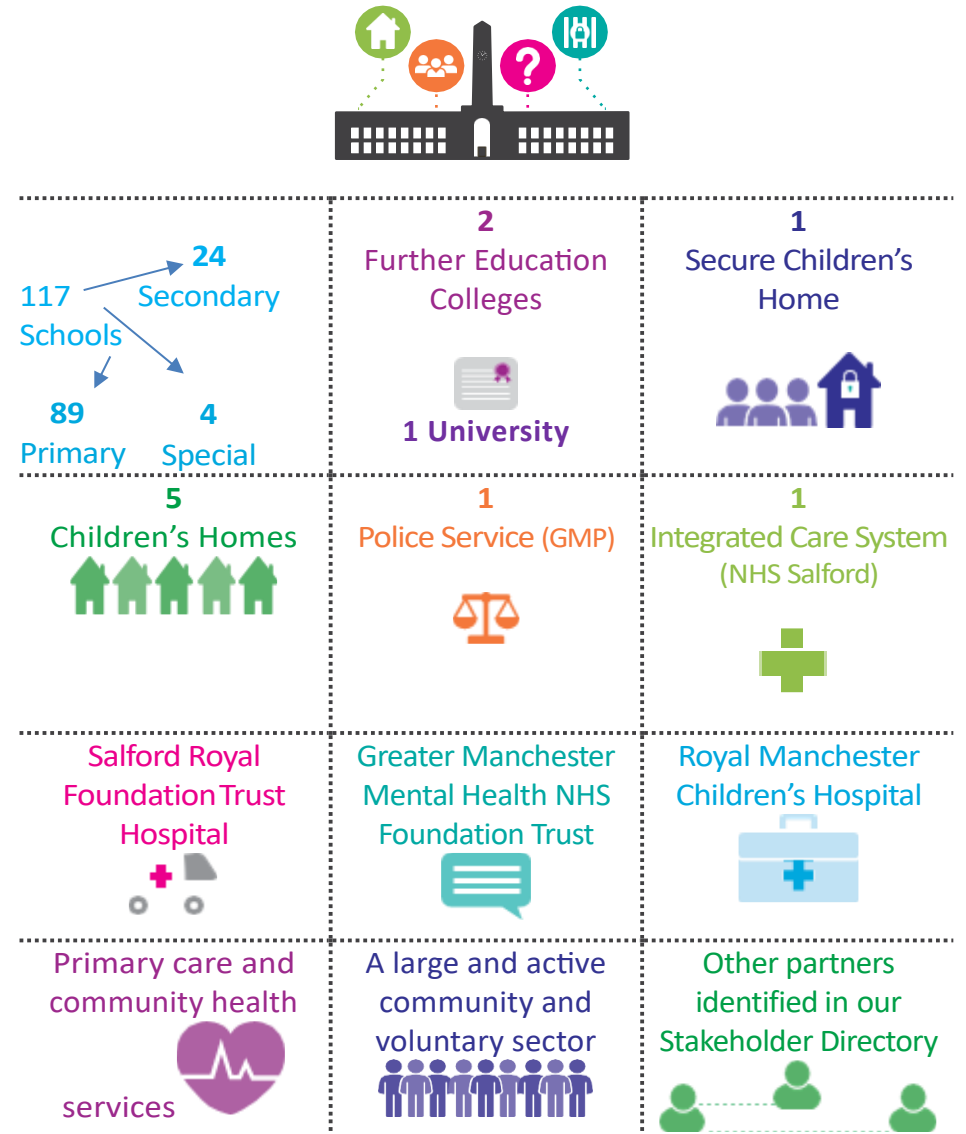 24
117 Secondary
Schools
89 4
Primary Special
2
Further Education
Colleges
1 University
1
Secure Children's
Home
5
Children's Homes
1
Police Service (GMP)
1
Integrated Care System
(NHS Salford)
Salford Royal
Foundation Trust
Hospital
Greater Manchester
Mental Health NHS
Foundation Trust
Royal Manchester
Children's Hospital
Primary care and
community health
services
A large and active
community and
voluntary sector
Other partners
identified in our
Stakeholder Directory